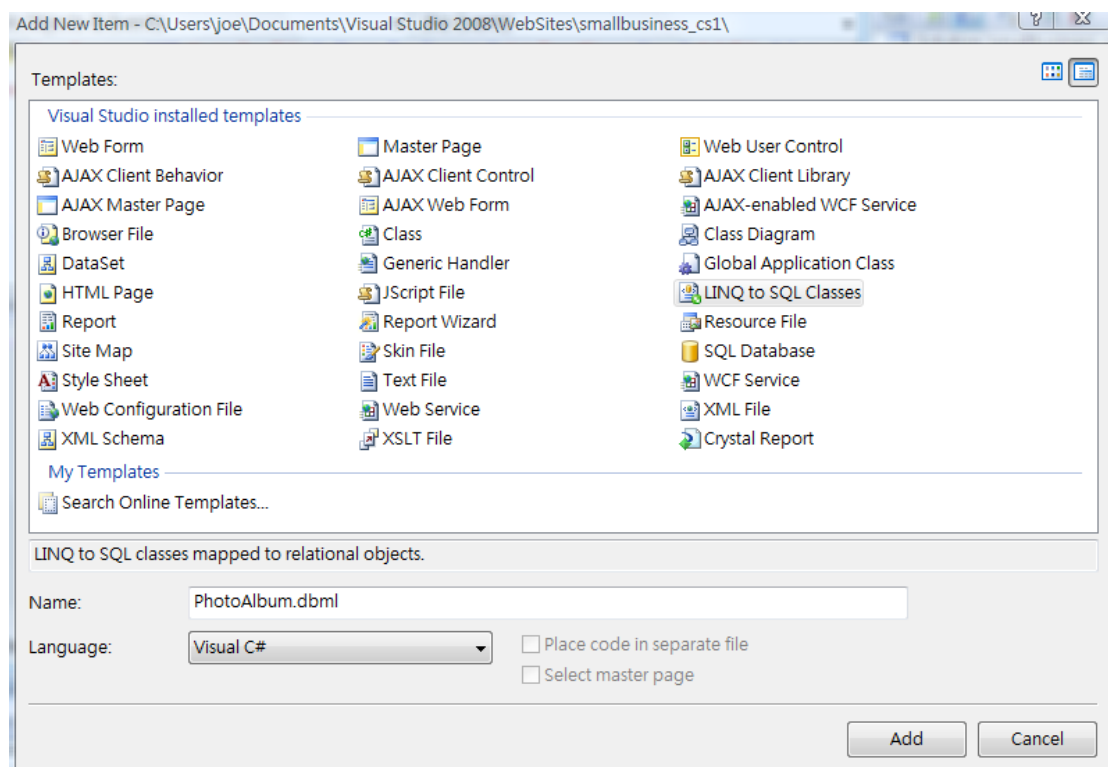 Add New Item - C:\Users\joe\Documents\Visual Studio 2008\WebSites\smallbusiness_cs1\
Templates:
Visual Studio installed templates
Web Form Master Page Web User Control
AJAX Client Behavior AJAX Client Control AJAX Client Library
AJAX Master Page AJAX Web Form AJAX-enabled WCF Service
Browser File Class Class Diagram
DataSet Generic Handler Global Application Class
HTML Page JScript File LINQ to SQL Classes
Report Report Wizard Resource File
Site Map Skin File SQL Database
Style Sheet Text File WCF Service
Web Configuration File Web Service XML File
XML Schema XSLT File Crystal Report
My Templates
Search Online Templates...
LINQ to SQL classes mapped to relational objects.
Name: PhotoAlbum.dbml
Language: Visual C# Place code in separate file
Select master page
Add Cancel